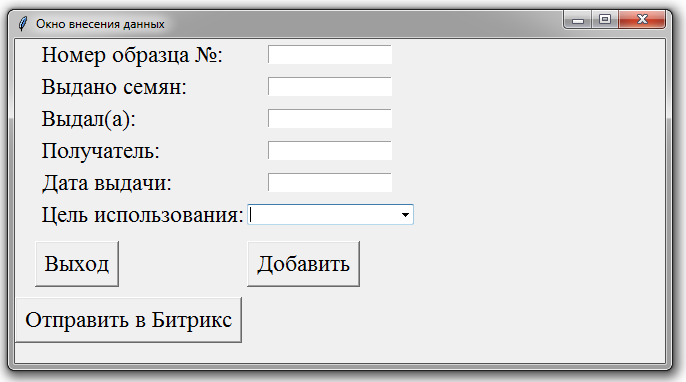 Окно внесения данных
Номер образца №:
Выдано семян:
Выдал(а):
Получатель:
Дата выдачи:
Цель использования:
Выход Добавить
Отправить в Битрикс